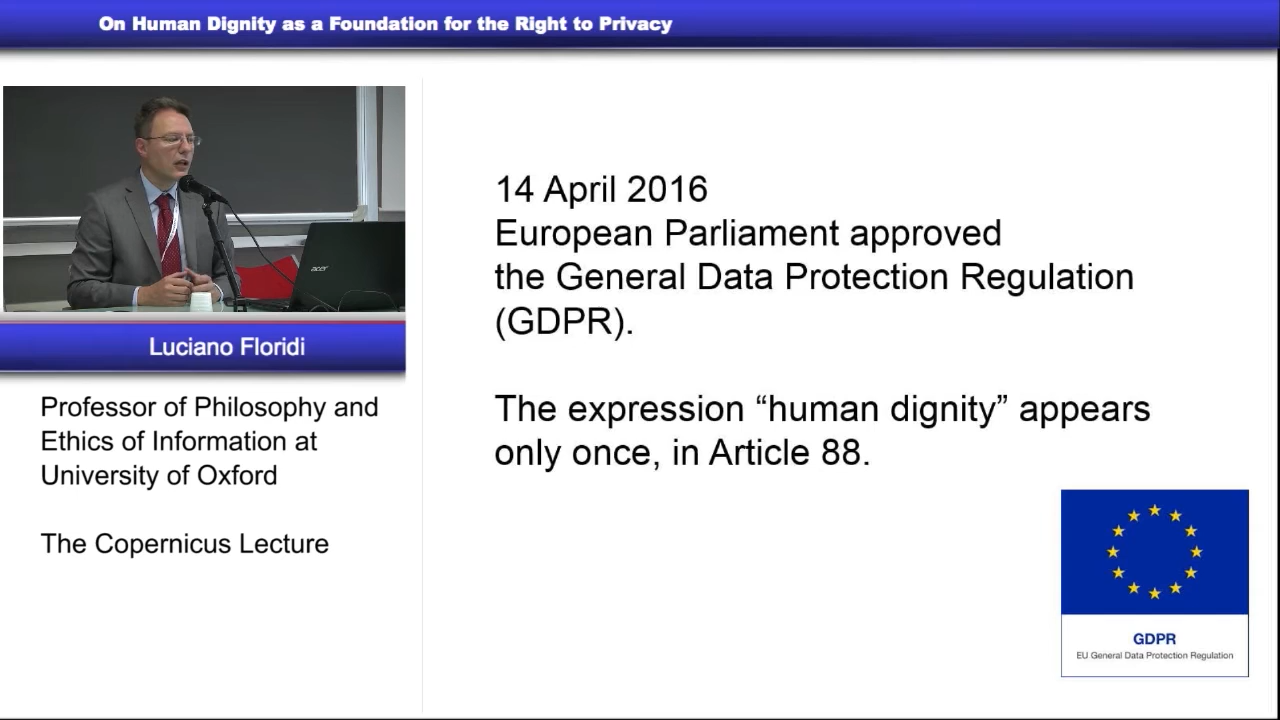 On Human Dignity as a Foundation for the Right to Privacy
acer
Luciano Floridi
Professor of Philosophy and
Ethics of Information at
University of Oxford
The Copernicus Lecture
14 April 2016
European Parliament approved
the General Data Protection Regulation
(GDPR).
The expression “human dignity” appears
only once, in Article 88.
GDPR
EU General Data Protection Regulation